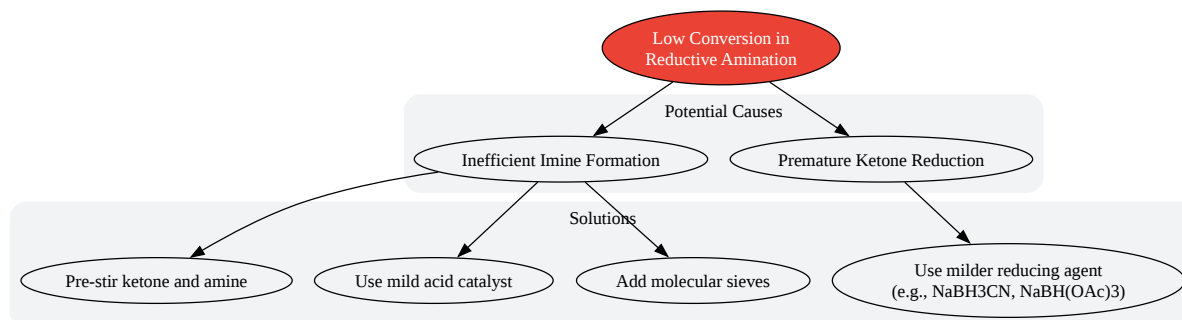 Low Conversion in
Reductive Amination
Potential Causes
Inefficient Imine Formation
Premature Ketone Reduction
Solutions
Pre-stir ketone and amine
Use mild acid catalyst
Add molecular sieves
Use milder reducing agent
(e.g., NaBH3CN, NaBH(OAc)3)